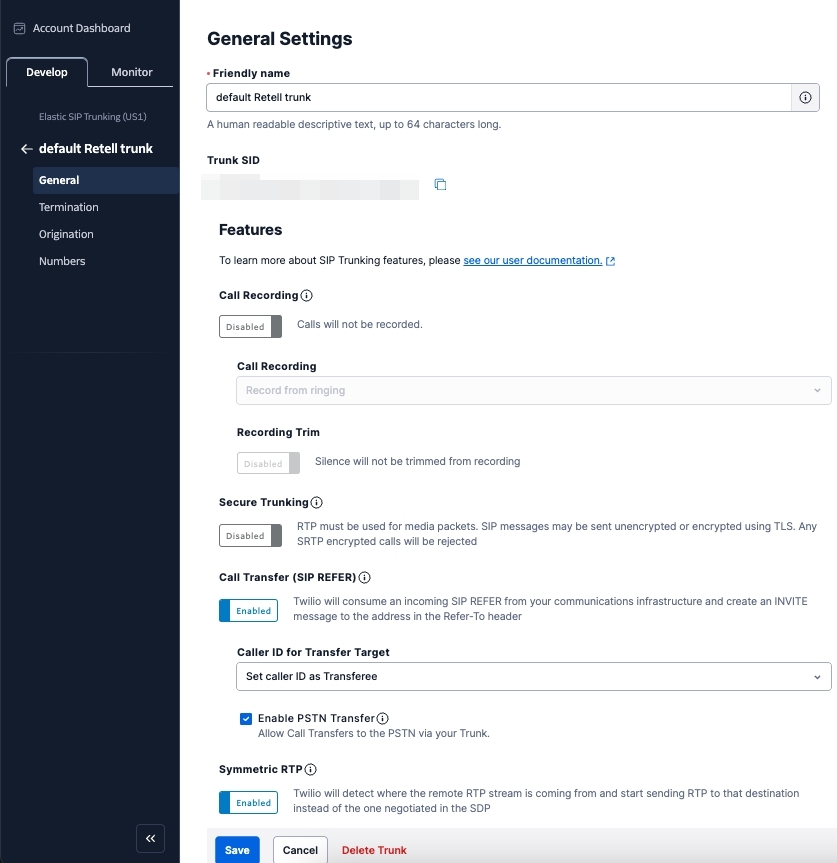 Account Dashboard
Develop
Monitor
Elastic SIP Trunking (US1)
default Retell trunk
General
Termination
Origination
Numbers
General Settings
Friendly name
default Retell trunk
A human readable descriptive text, up to 64 characters long.
Trunk SID
Features
To learn more about SIP Trunking features, please see our user documentation.
Call Recording
Disabled
Calls will not be recorded.
Call Recording
Record from ringing
Recording Trim
Disabled
Silence will not be trimmed from recording
Secure Trunking
Disabled
RTP must be used for media packets. SIP messages may be sent unencrypted or encrypted using TLS. Any
SRTP encrypted calls will be rejected
Call Transfer (SIP REFER)
Enabled
Twilio will consume an incoming SIP REFER from your communications infrastructure and create an INVITE
message to the address in the Refer-To header
Caller ID for Transfer Target
Set caller ID as Transferee
Enable PSTN Transfer
Allow Call Transfers to the PSTN via your Trunk.
Symmetric RTP
Enabled
Twilio will detect where the remote RTP stream is coming from and start sending RTP to that destination
instead of the one negotiated in the SDP
Save
Cancel
Delete Trunk